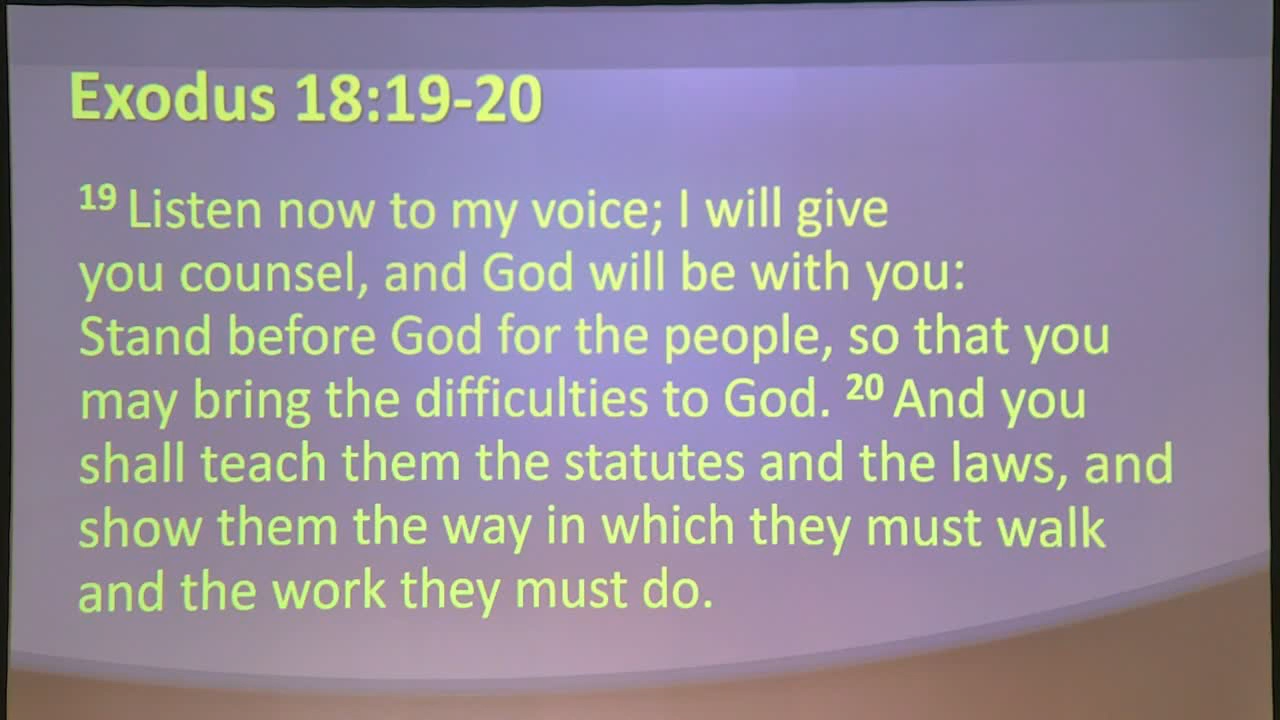 Exodus 18:19-20
19 Listen now to my voice; I will give
you counsel, and God will be with you:
Stand before God for the people, so that you
may bring the difficulties to God. 20 And you
shall teach them the statutes and the laws, and
show them the way in which they must walk
and the work they must do.